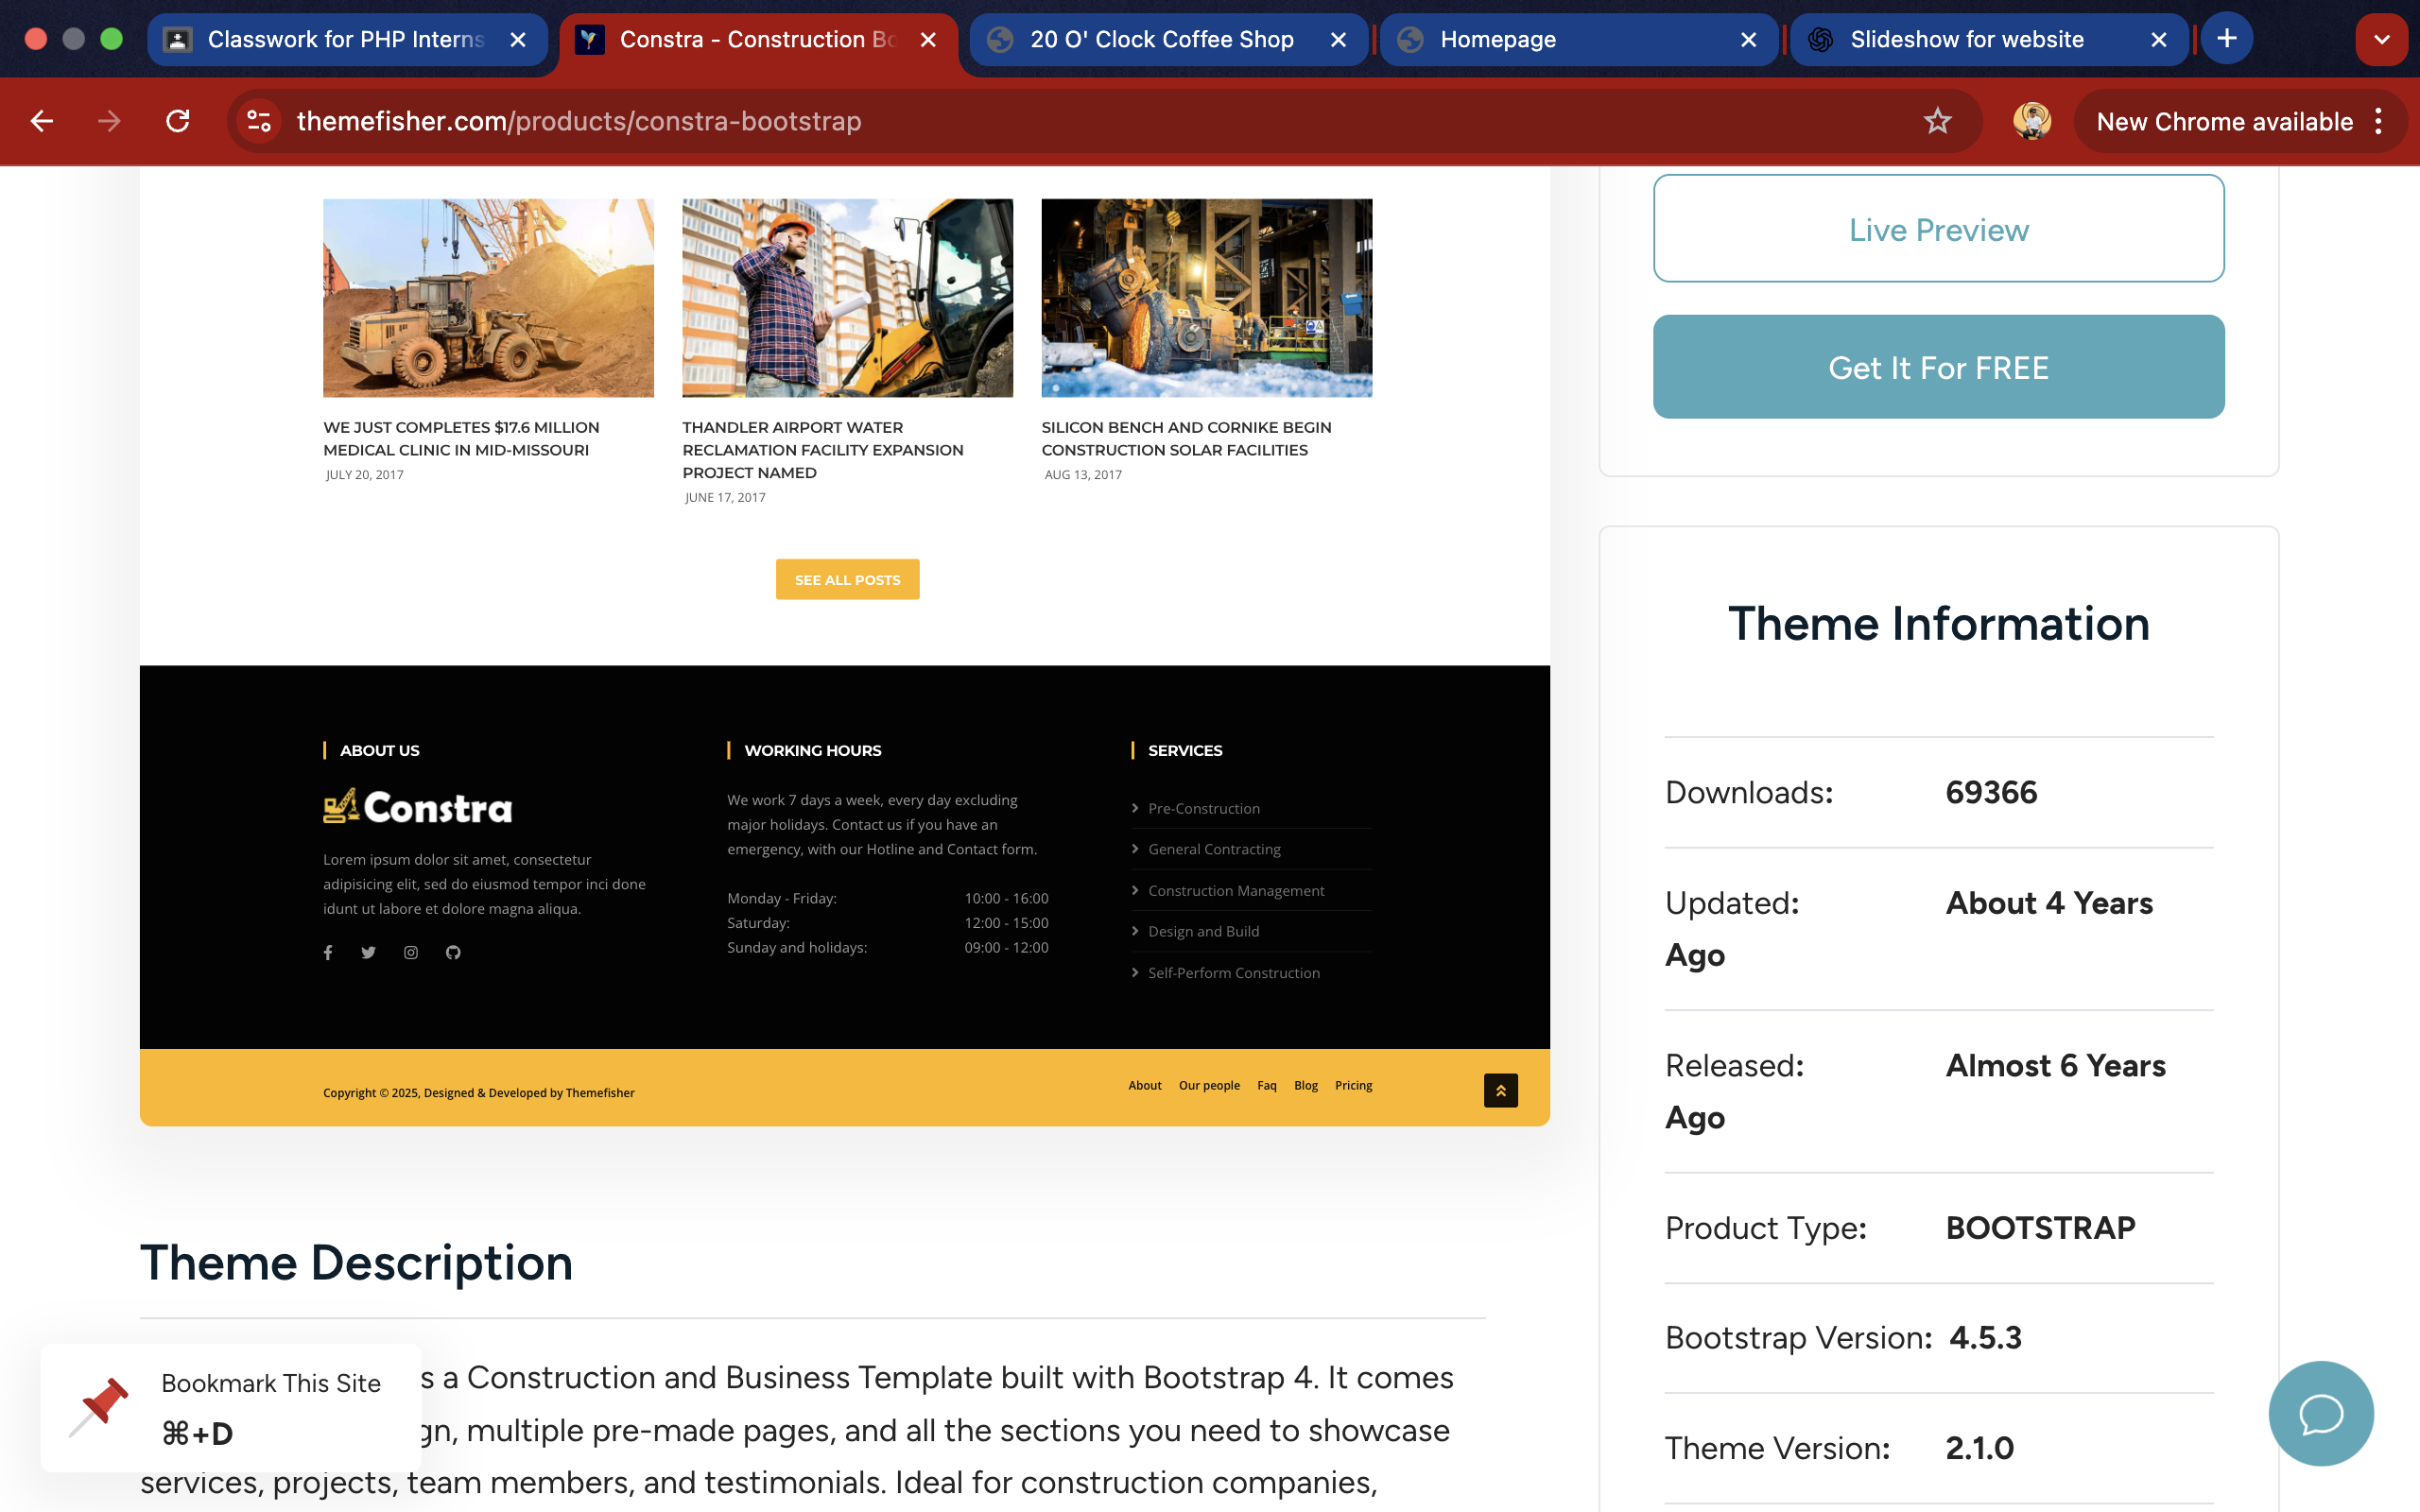 Classwork for PHP Interns
Constra - Construction Bo
20 O' Clock Coffee Shop
Homepage
Slideshow for website
themefisher.com/products/constra-bootstrap
New Chrome available
WE JUST COMPLETES $17.6 MILLION
MEDICAL CLINIC IN MID-MISSOURI
JULY 20, 2017
THANDLER AIRPORT WATER
RECLAMATION FACILITY EXPANSION
PROJECT NAMED
JUNE 17, 2017
SILICON BENCH AND CORNIKE BEGIN
CONSTRUCTION SOLAR FACILITIES
AUG 13, 2017
SEE ALL POSTS
ABOUT US
Constra
Lorem ipsum dolor sit amet, consectetur
adipisicing elit, sed do eiusmod tempor inci done
idunt ut labore et dolore magna aliqua.
WORKING HOURS
We work 7 days a week, every day excluding
major holidays. Contact us if you have an
emergency, with our Hotline and Contact form.
Monday - Friday: 10:00 - 16:00
Saturday: 12:00 - 15:00
Sunday and holidays: 09:00 - 12:00
SERVICES
Pre-Construction
General Contracting
Construction Management
Design and Build
Self-Perform Construction
Copyright © 2025, Designed & Developed by Themefisher
About Our people Faq Blog Pricing
Theme Description
s a Construction and Business Template built with Bootstrap 4. It comes
gn, multiple pre-made pages, and all the sections you need to showcase
services, projects, team members, and testimonials. Ideal for construction companies,
Bookmark This Site
⌘+D
Live Preview
Get It For FREE
Theme Information
Downloads: 69366
Updated: About 4 Years
Ago
Released: Almost 6 Years
Ago
Product Type: BOOTSTRAP
Bootstrap Version: 4.5.3
Theme Version: 2.1.0